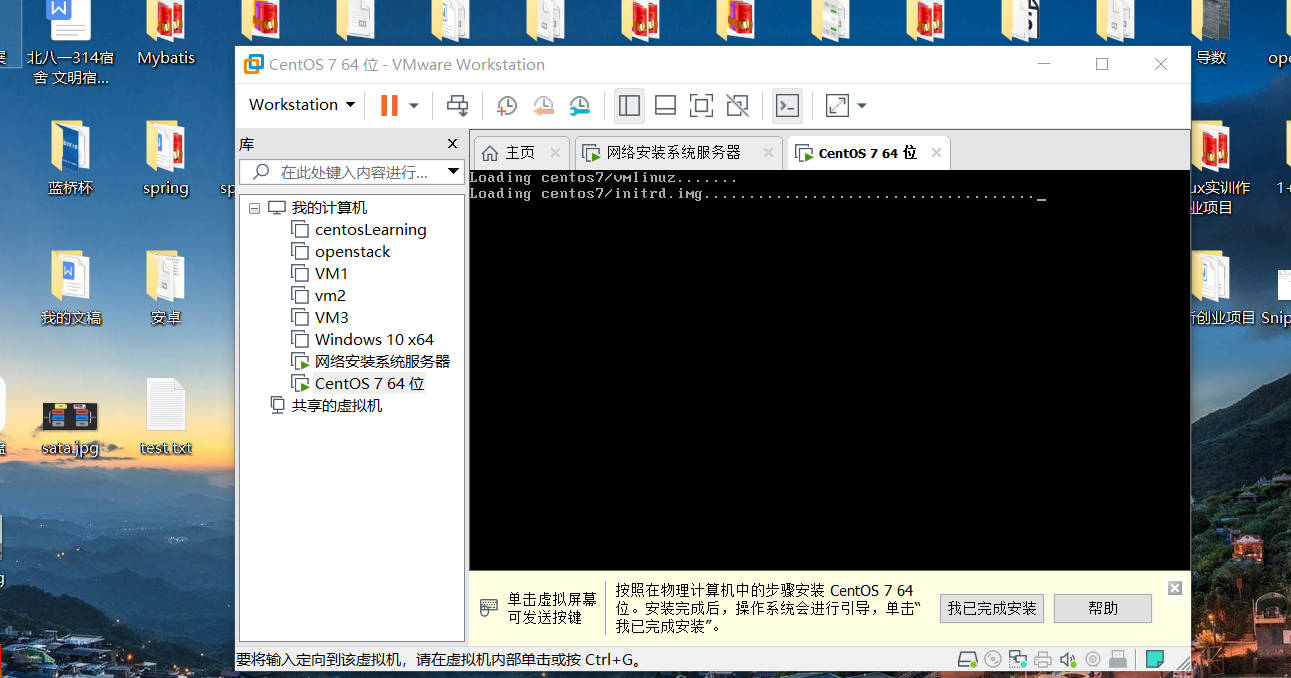 北八一314宿
舍 文明宿...
Mybatis
导数
蓝桥杯
spring
我的文稿
安卓
sata.jpg
test.txt
CentOS 7 64 位 - VMware Workstation
Workstation
库
在此处键入内容进行...
我的计算机
centosLearning
openstack
VM1
vm2
VM3
Windows 10 x64
网络安装系统服务器
CentOS 7 64 位
共享的虚拟机
主页
网络安装系统服务器
CentOS 7 64 位
Loading centos7/vmlinuz.......
Loading centos7/initrd.img....................................._
单击虚拟屏幕
可发送按键
按照在物理计算机中的步骤安装 CentOS 7 64
位。安装完成后，操作系统会进行引导，单击“
我已完成安装”。
我已完成安装
帮助
要将输入定向到该虚拟机，请在虚拟机内部单击或按 Ctrl+G。
ux实训作
业项目
创业项目
Snip